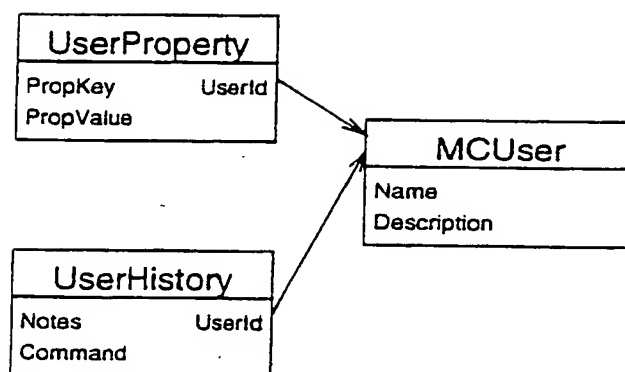 UserProperty
PropKey UserId
PropValue
MCUser
Name
Description
UserHistory
Notes UserId
Command